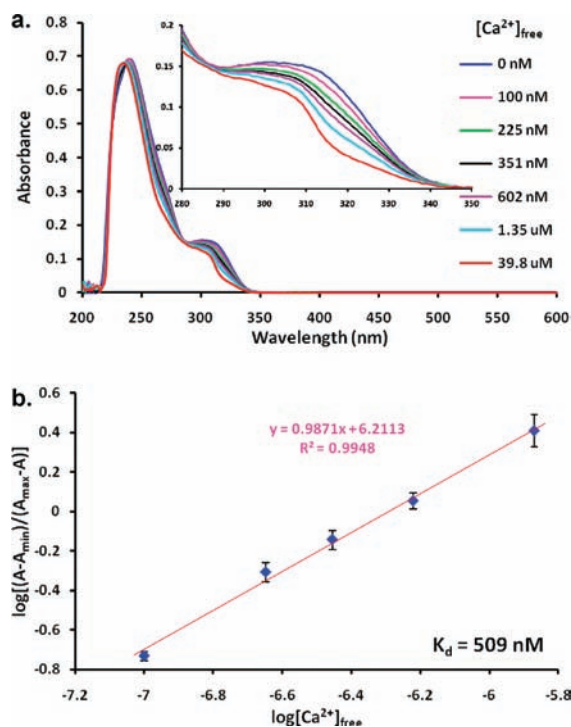 a.
0.8
0.7
0.6
0.5
0.4
0.3
0.2
0.1
0
Absorbance
200 250 300 350 400 450 500 550 600
Wavelength (nm)
0.2
0.15
0.1
0.05
0
280 290 300 310 320 330 340 350
[Ca²⁺]free
0 nM
100 nM
225 nM
351 nM
602 nM
1.35 uM
39.8 uM
b.
0.6
0.4
0.2
0
-0.2
-0.4
-0.6
-0.8
log[(A-Amin)/(Amax-A)]
y = 0.9871x + 6.2113
R² = 0.9948
Kd = 509 nM
-7.2 -7 -6.8 -6.6 -6.4 -6.2 -6 -5.8
log[Ca²⁺]free